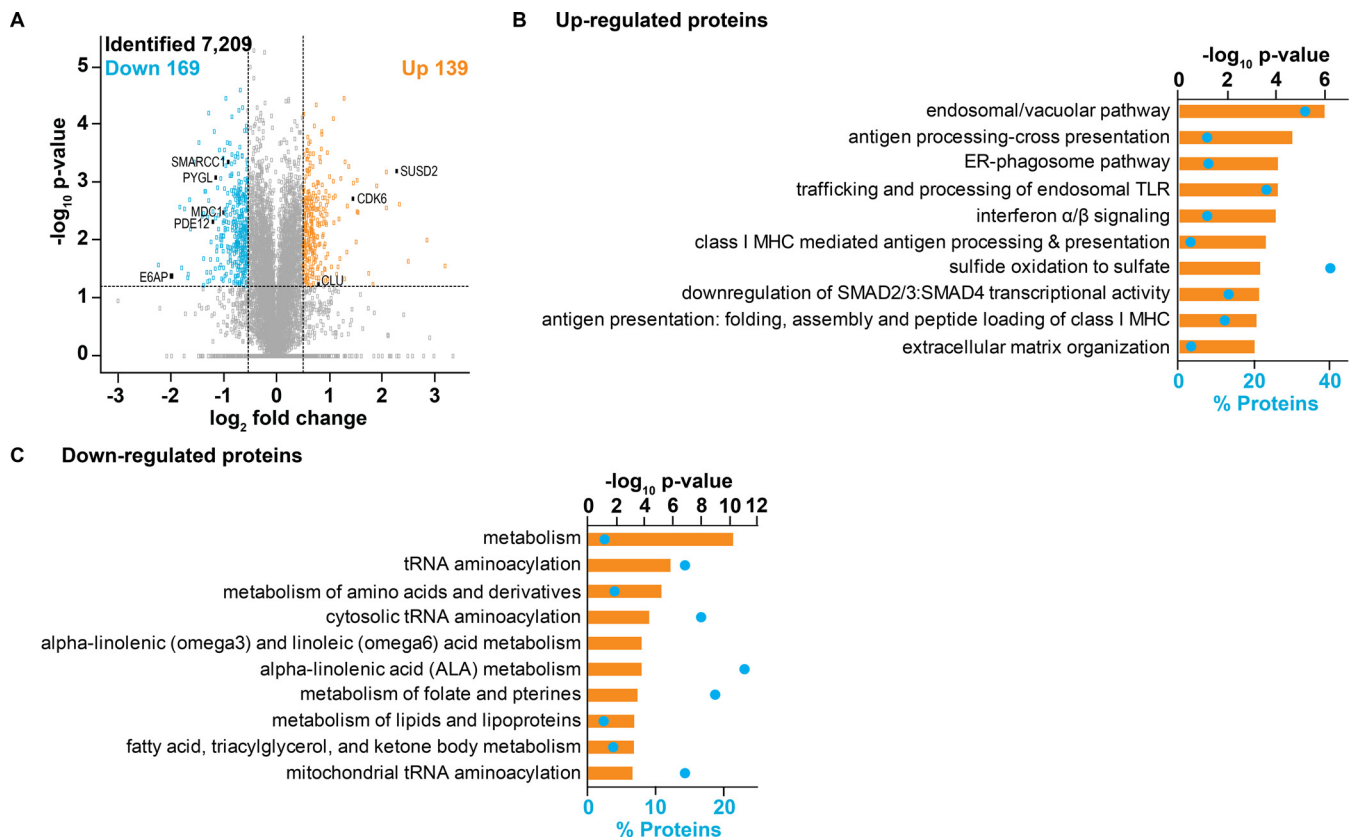 A
Identified 7,209
Down 169
Up 139
5
4
3
2
1
0
-log10 p-value
SMARCC1
PYGL
MDC1
PDE12
E6AP
SUSD2
CDK6
CLU
-3 -2 -1 0 1 2 3
log2 fold change
B Up-regulated proteins
-log10 p-value
0 2 4 6
endosomal/vacuolar pathway
antigen processing-cross presentation
ER-phagosome pathway
trafficking and processing of endosomal TLR
interferon α/β signaling
class I MHC mediated antigen processing & presentation
sulfide oxidation to sulfate
downregulation of SMAD2/3:SMAD4 transcriptional activity
antigen presentation: folding, assembly and peptide loading of class I MHC
extracellular matrix organization
0 20 40
% Proteins
C Down-regulated proteins
-log10 p-value
0 2 4 6 8 10 12
metabolism
tRNA aminoacylation
metabolism of amino acids and derivatives
cytosolic tRNA aminoacylation
alpha-linolenic (omega3) and linoleic (omega6) acid metabolism
alpha-linolenic acid (ALA) metabolism
metabolism of folate and pterines
metabolism of lipids and lipoproteins
fatty acid, triacylglycerol, and ketone body metabolism
mitochondrial tRNA aminoacylation
0 10 20
% Proteins